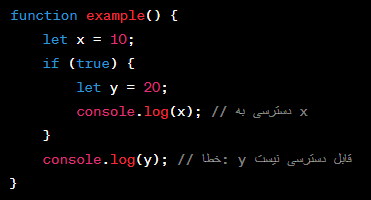 function example() {
    let x = 10;
    if (true) {
        let y = 20;
        console.log(x); // دسترسی به x
    }
    console.log(y); // خطا: y قابل دسترسی نیست
}